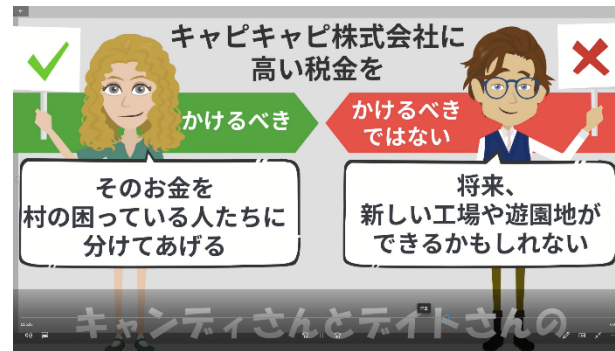 キャピキャピ株式会社に
高い税金を
かけるべき
かけるべき
ではない
そのお金を
村の困っている人たちに
分けてあげる
将来、
新しい工場や遊園地が
できるかもしれない
キャンディさんとデイトさんの